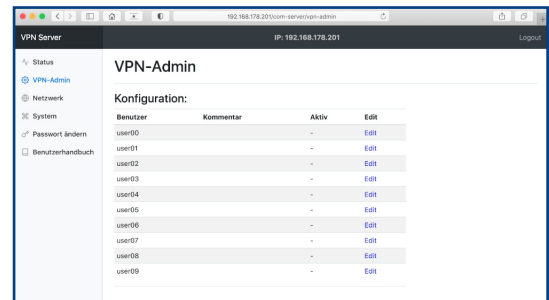 192.168.178.201/com-server/vpn-admin
VPN Server IP: 192.168.178.201 Logout
Status
VPN-Admin
Netzwerk
System
Passwort ändern
Benutzerhandbuch
VPN-Admin
Konfiguration:
Benutzer Kommentar Aktiv Edit
user00 - Edit
user01 - Edit
user02 - Edit
user03 - Edit
user04 - Edit
user05 - Edit
user06 - Edit
user07 - Edit
user08 - Edit
user09 - Edit